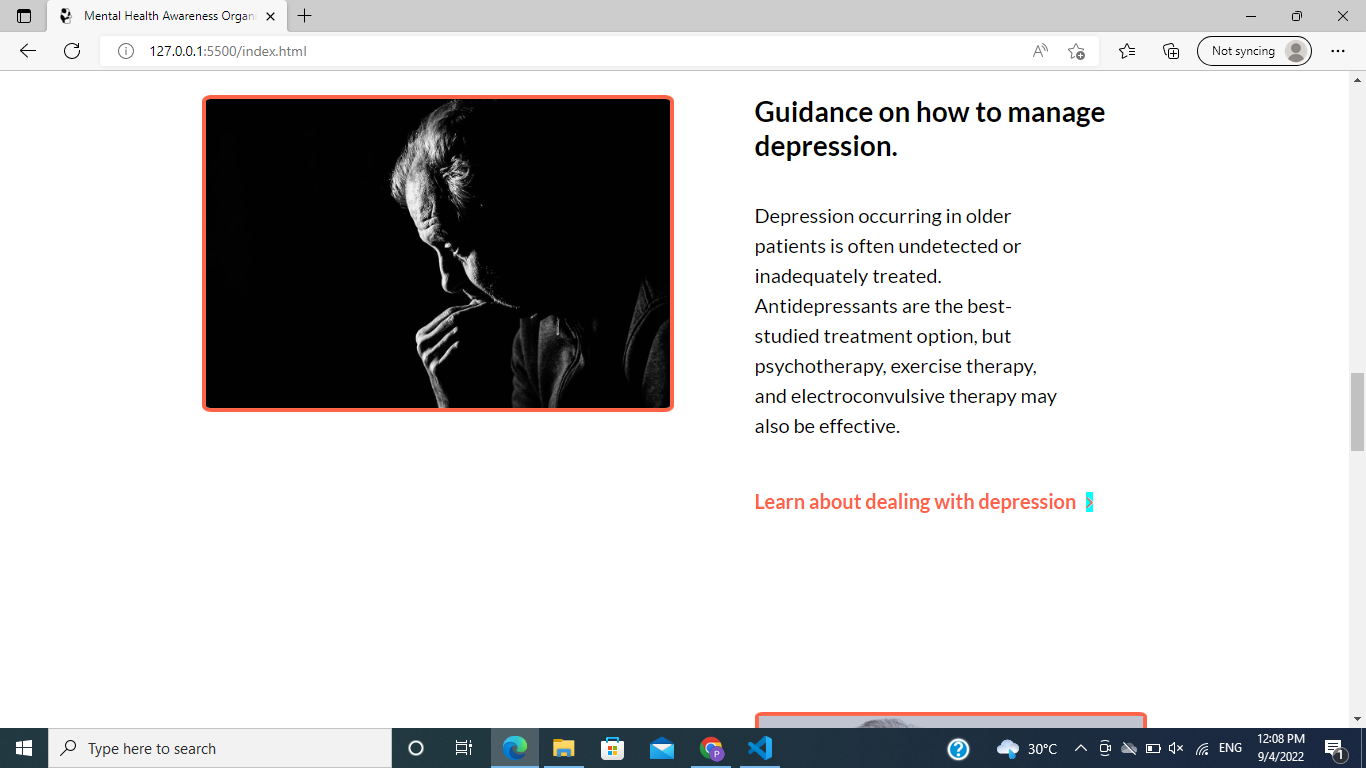 Mental Health Awareness Organi
127.0.0.1:5500/index.html
Not syncing
Guidance on how to manage
depression.
Depression occurring in older
patients is often undetected or
inadequately treated.
Antidepressants are the best-
studied treatment option, but
psychotherapy, exercise therapy,
and electroconvulsive therapy may
also be effective.
Learn about dealing with depression >
Type here to search
P
30°C
ENG
12:08 PM
9/4/2022
1